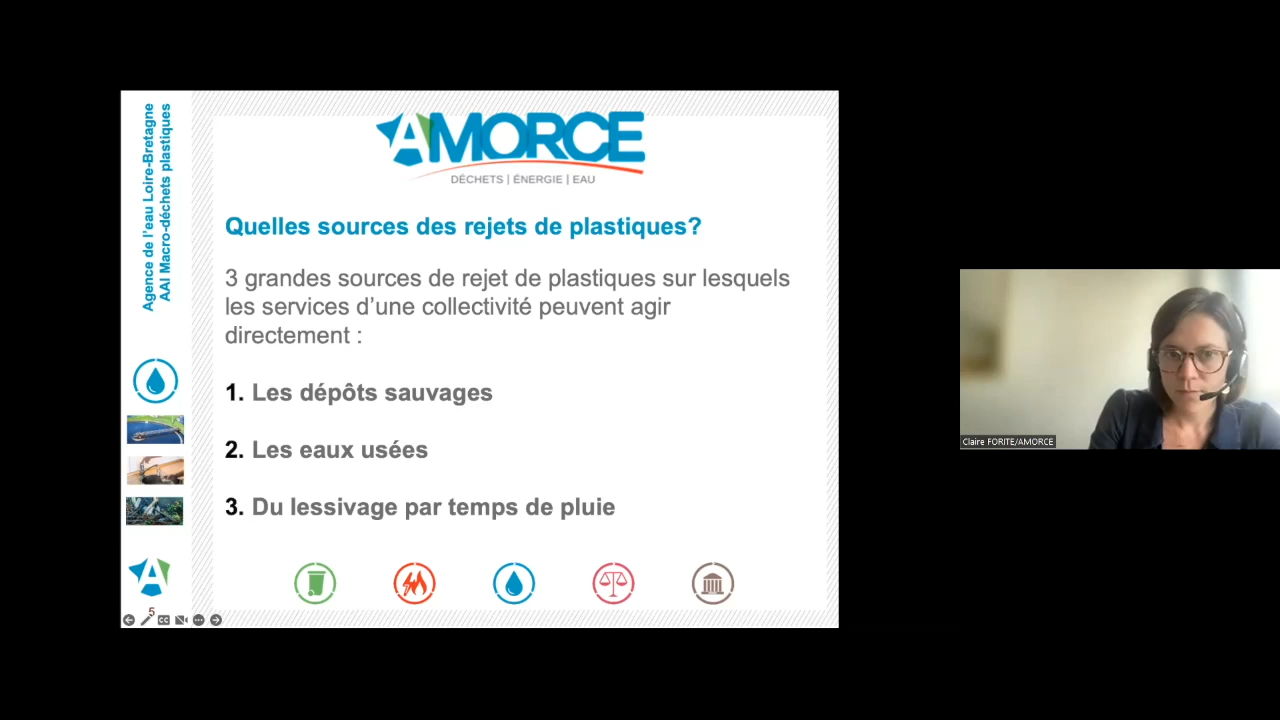 Agence de l'eau Loire-Bretagne
AAI Macro-déchets plastiques
AMORCE
DÉCHETS | ÉNERGIE | EAU
Quelles sources des rejets de plastiques?
3 grandes sources de rejet de plastiques sur lesquels
les services d'une collectivité peuvent agir
directement :
1. Les dépôts sauvages
2. Les eaux usées
3. Du lessivage par temps de pluie
A
5
CC
Claire FORITE/AMORCE